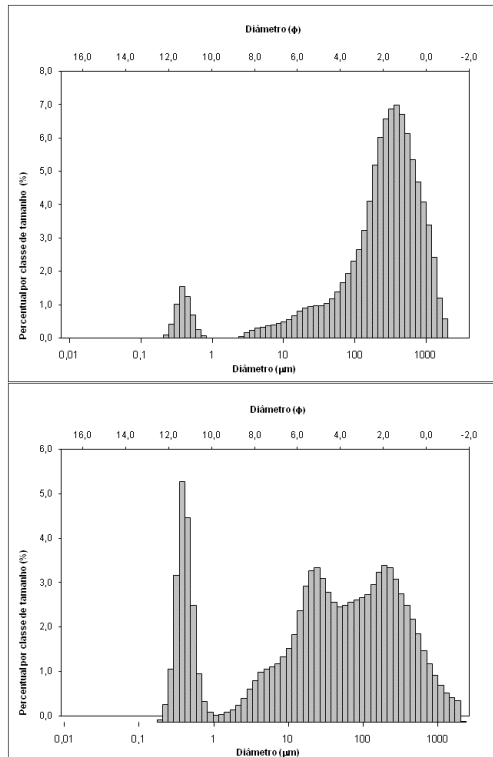 Diâmetro (ϕ)
16,0 14,0 12,0 10,0 8,0 6,0 4,0 2,0 0,0 -2,0
8,0
7,0
6,0
5,0
4,0
3,0
2,0
1,0
0,0
Percentual por classe de tamanho (%)
0,01 0,1 1 10 100 1000
Diâmetro (µm)
Diâmetro (ϕ)
16,0 14,0 12,0 10,0 8,0 6,0 4,0 2,0 0,0 -2,0
6,0
5,0
4,0
3,0
2,0
1,0
0,0
Percentual por classe de tamanho (%)
0,01 0,1 1 10 100 1000
Diâmetro (µm)